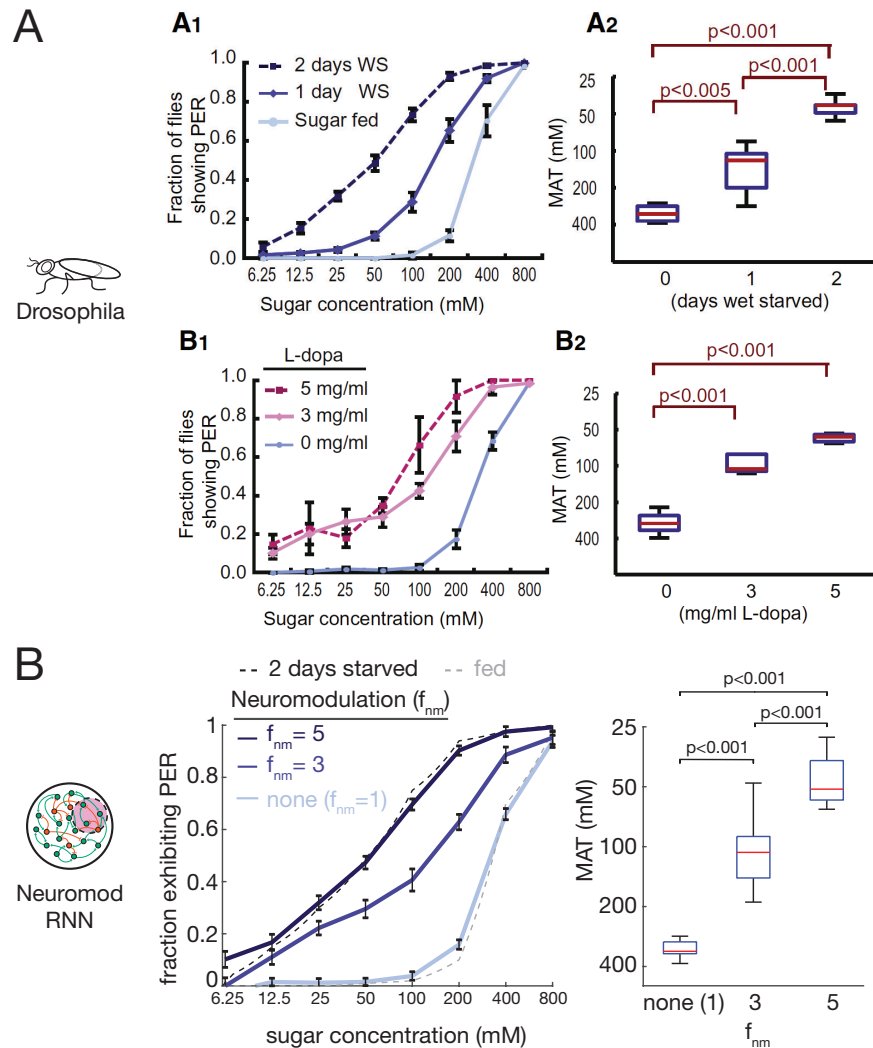 A
A1
1.0
0.8
0.6
0.4
0.2
0.0
Fraction of flies
showing PER
2 days WS
1 day WS
Sugar fed
6.25 12.5 25 50 100 200 400 800
Sugar concentration (mM)
A2
p<0.001
p<0.001
p<0.005
25
50
100
200
400
MAT (mM)
0 1 2
(days wet starved)
Drosophila
B1
L-dopa
5 mg/ml
3 mg/ml
0 mg/ml
1.0
0.8
0.6
0.4
0.2
0.0
Fraction of flies
showing PER
6.25 12.5 25 50 100 200 400 800
Sugar concentration (mM)
B2
p<0.001
p<0.001
25
50
100
200
400
MAT (mM)
0 3 5
(mg/ml L-dopa)
B
2 days starved fed
Neuromodulation (fnm)
fnm= 5
fnm= 3
none (fnm=1)
1
0.8
0.6
0.4
0.2
0
fraction exhibiting PER
6.25 12.5 25 50 100 200 400 800
sugar concentration (mM)
p<0.001
p<0.001
p<0.001
25
50
100
200
400
MAT (mM)
none (1) 3 5
fnm
Neuromod
RNN